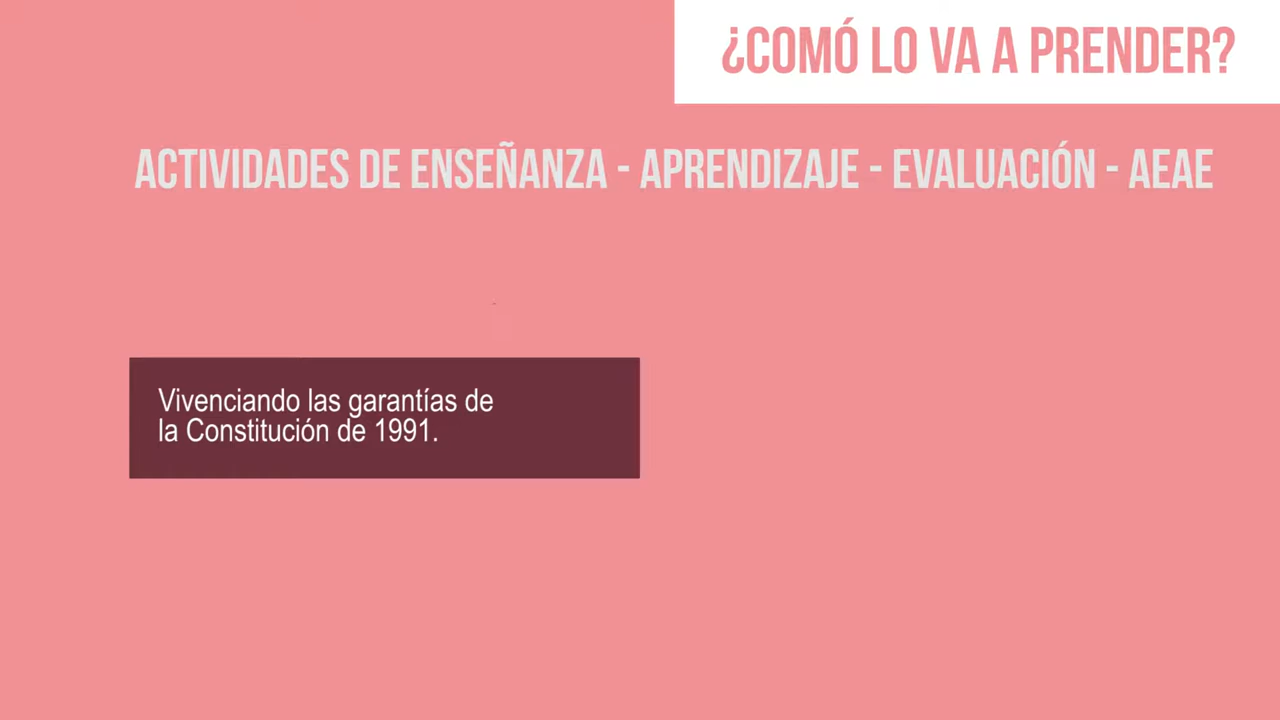 ¿COMÓ LO VA A PRENDER?
ACTIVIDADES DE ENSEÑANZA - APRENDIZAJE - EVALUACIÓN - AEAE
Vivenciando las garantías de
la Constitución de 1991.